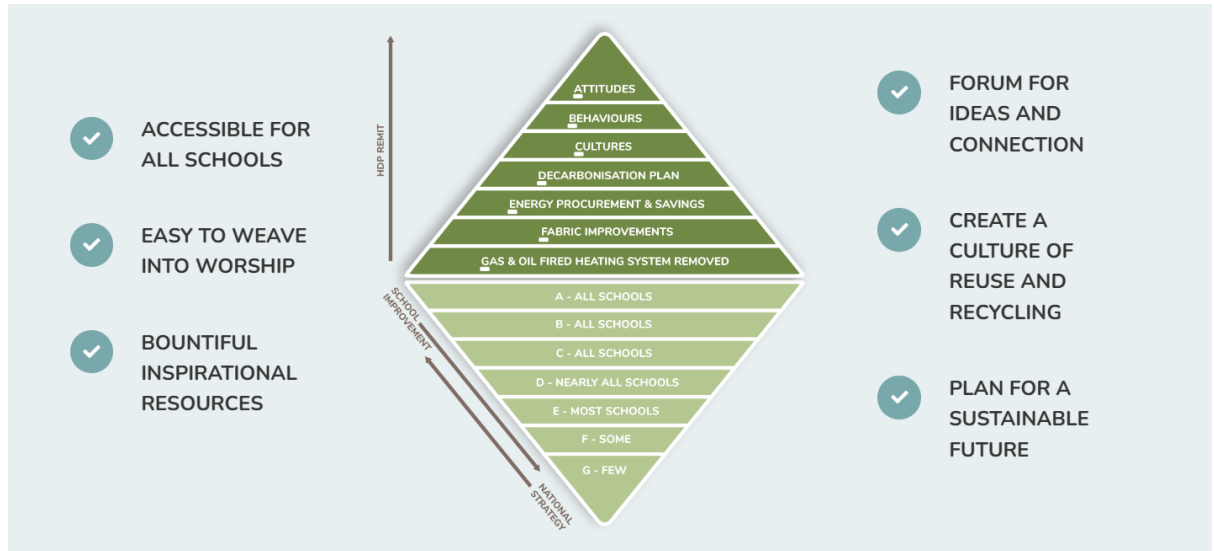 ACCESSIBLE FOR
ALL SCHOOLS
EASY TO WEAVE
INTO WORSHIP
BOUNTIFUL
INSPIRATIONAL
RESOURCES
HDP REMIT
ATTITUDES
BEHAVIOURS
CULTURES
DECARBONISATION PLAN
ENERGY PROCUREMENT & SAVINGS
FABRIC IMPROVEMENTS
GAS & OIL FIRED HEATING SYSTEM REMOVED
A - ALL SCHOOLS
B - ALL SCHOOLS
C - ALL SCHOOLS
D - NEARLY ALL SCHOOLS
E - MOST SCHOOLS
F - SOME
G - FEW
SCHOOL
IMPROVEMENT
NATIONAL
STRATEGY
FORUM FOR
IDEAS AND
CONNECTION
CREATE A
CULTURE OF
REUSE AND
RECYCLING
PLAN FOR A
SUSTAINABLE
FUTURE